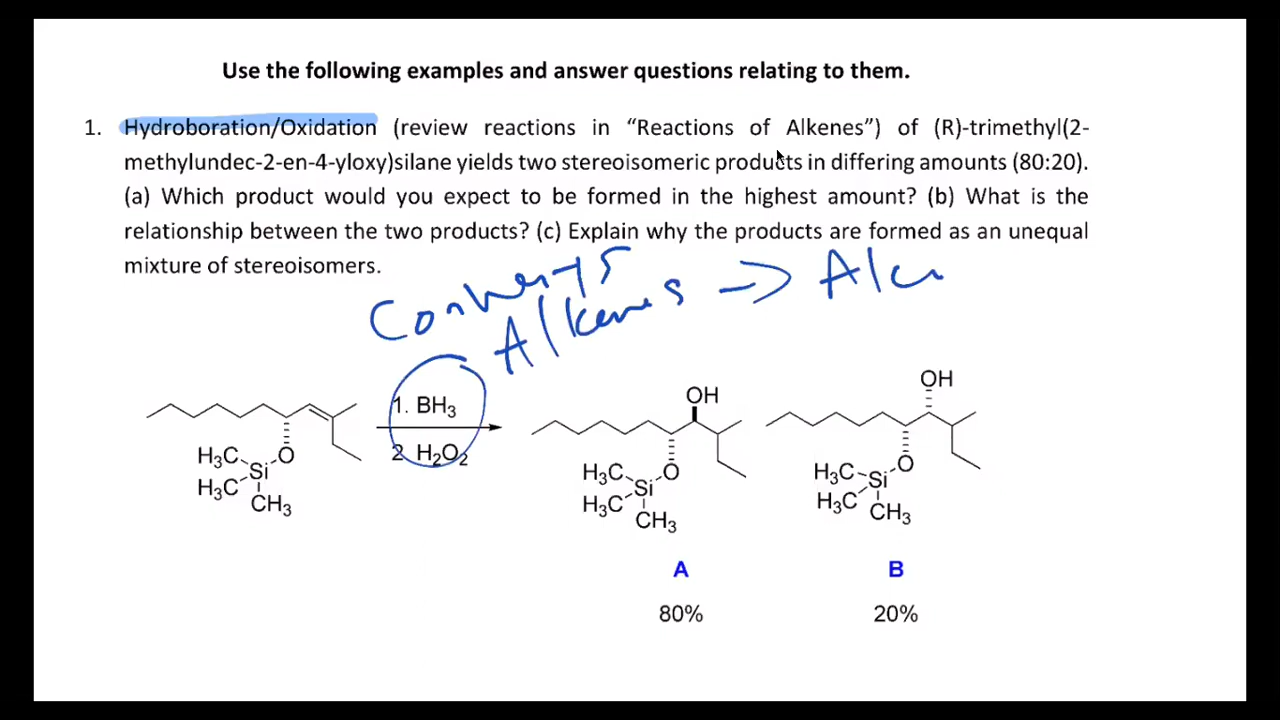 Use the following examples and answer questions relating to them.
1. Hydroboration/Oxidation (review reactions in “Reactions of Alkenes”) of (R)-trimethyl(2-
methylundec-2-en-4-yloxy)silane yields two stereoisomeric products in differing amounts (80:20).
(a) Which product would you expect to be formed in the highest amount? (b) What is the
relationship between the two products? (c) Explain why the products are formed as an unequal
mixture of stereoisomers.
Converts
Alkenes -> Alc
1. BH3
2 H2O2
H3C
Si
O
H3C
CH3
OH
H3C
Si
O
H3C
CH3
OH
H3C
Si
O
H3C
CH3
A
B
80%
20%